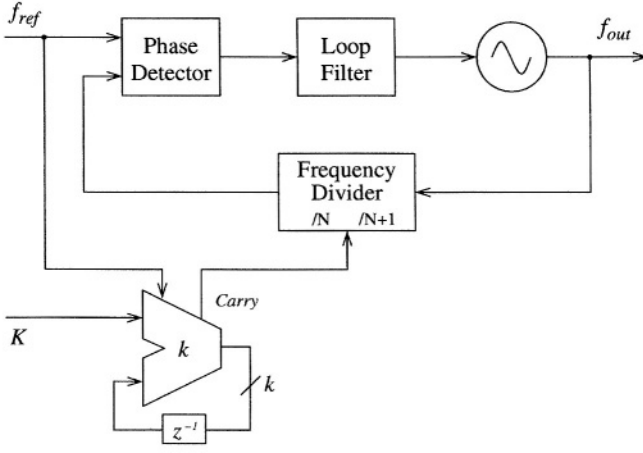 f_ref
Phase
Detector
Loop
Filter
f_out
Frequency
Divider
/N /N+1
Carry
K
k
k
z⁻¹